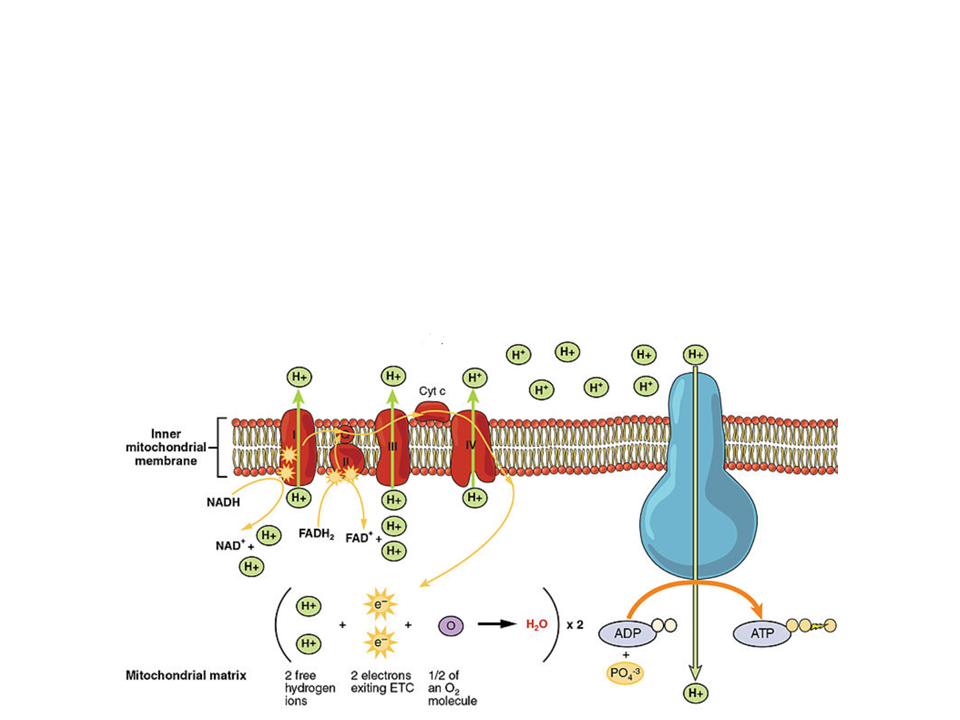 H⁺ H+ H+ H+
H+ H+ H⁺ H⁺ H⁺ H⁺
Cyt c
I II III IV
Inner
mitochondrial
membrane
NADH
H+ H+ H+
NAD⁺ + H+
H+
FADH₂ FAD⁺ + H+
H+
H+ + e⁻ + O → H₂O x 2
H+ e⁻
ADP ATP
+
PO₄⁻³
H+
Mitochondrial matrix
2 free
hydrogen
ions
2 electrons
exiting ETC
1/2 of
an O₂
molecule